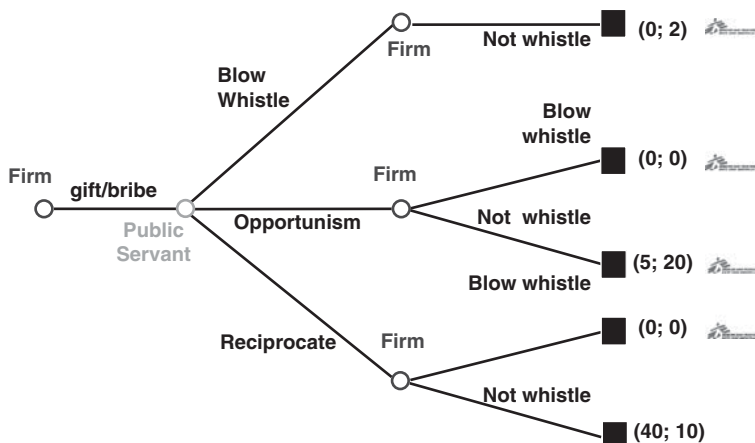 Firm
gift/bribe
Public
Servant
Blow
Whistle
Opportunism
Reciprocate
Firm
Not whistle
(0; 2)
Firm
Blow
whistle
(0; 0)
Not whistle
(5; 20)
Blow whistle
Firm
(0; 0)
Not whistle
(40; 10)